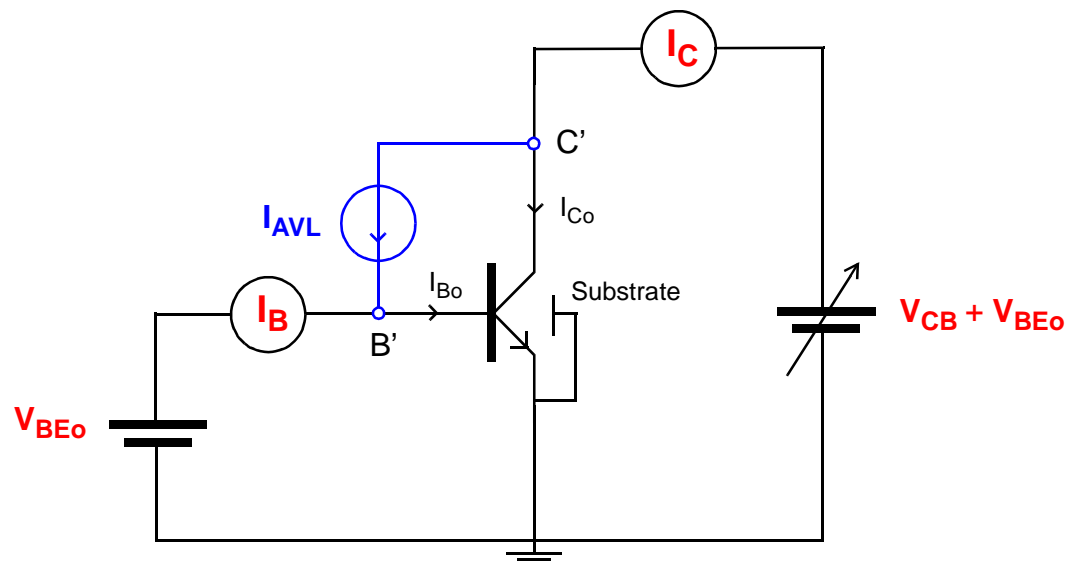 I_C
C’
I_AVL
I_Co
I_Bo
Substrate
I_B
B’
V_CB + V_BEo
V_BEo